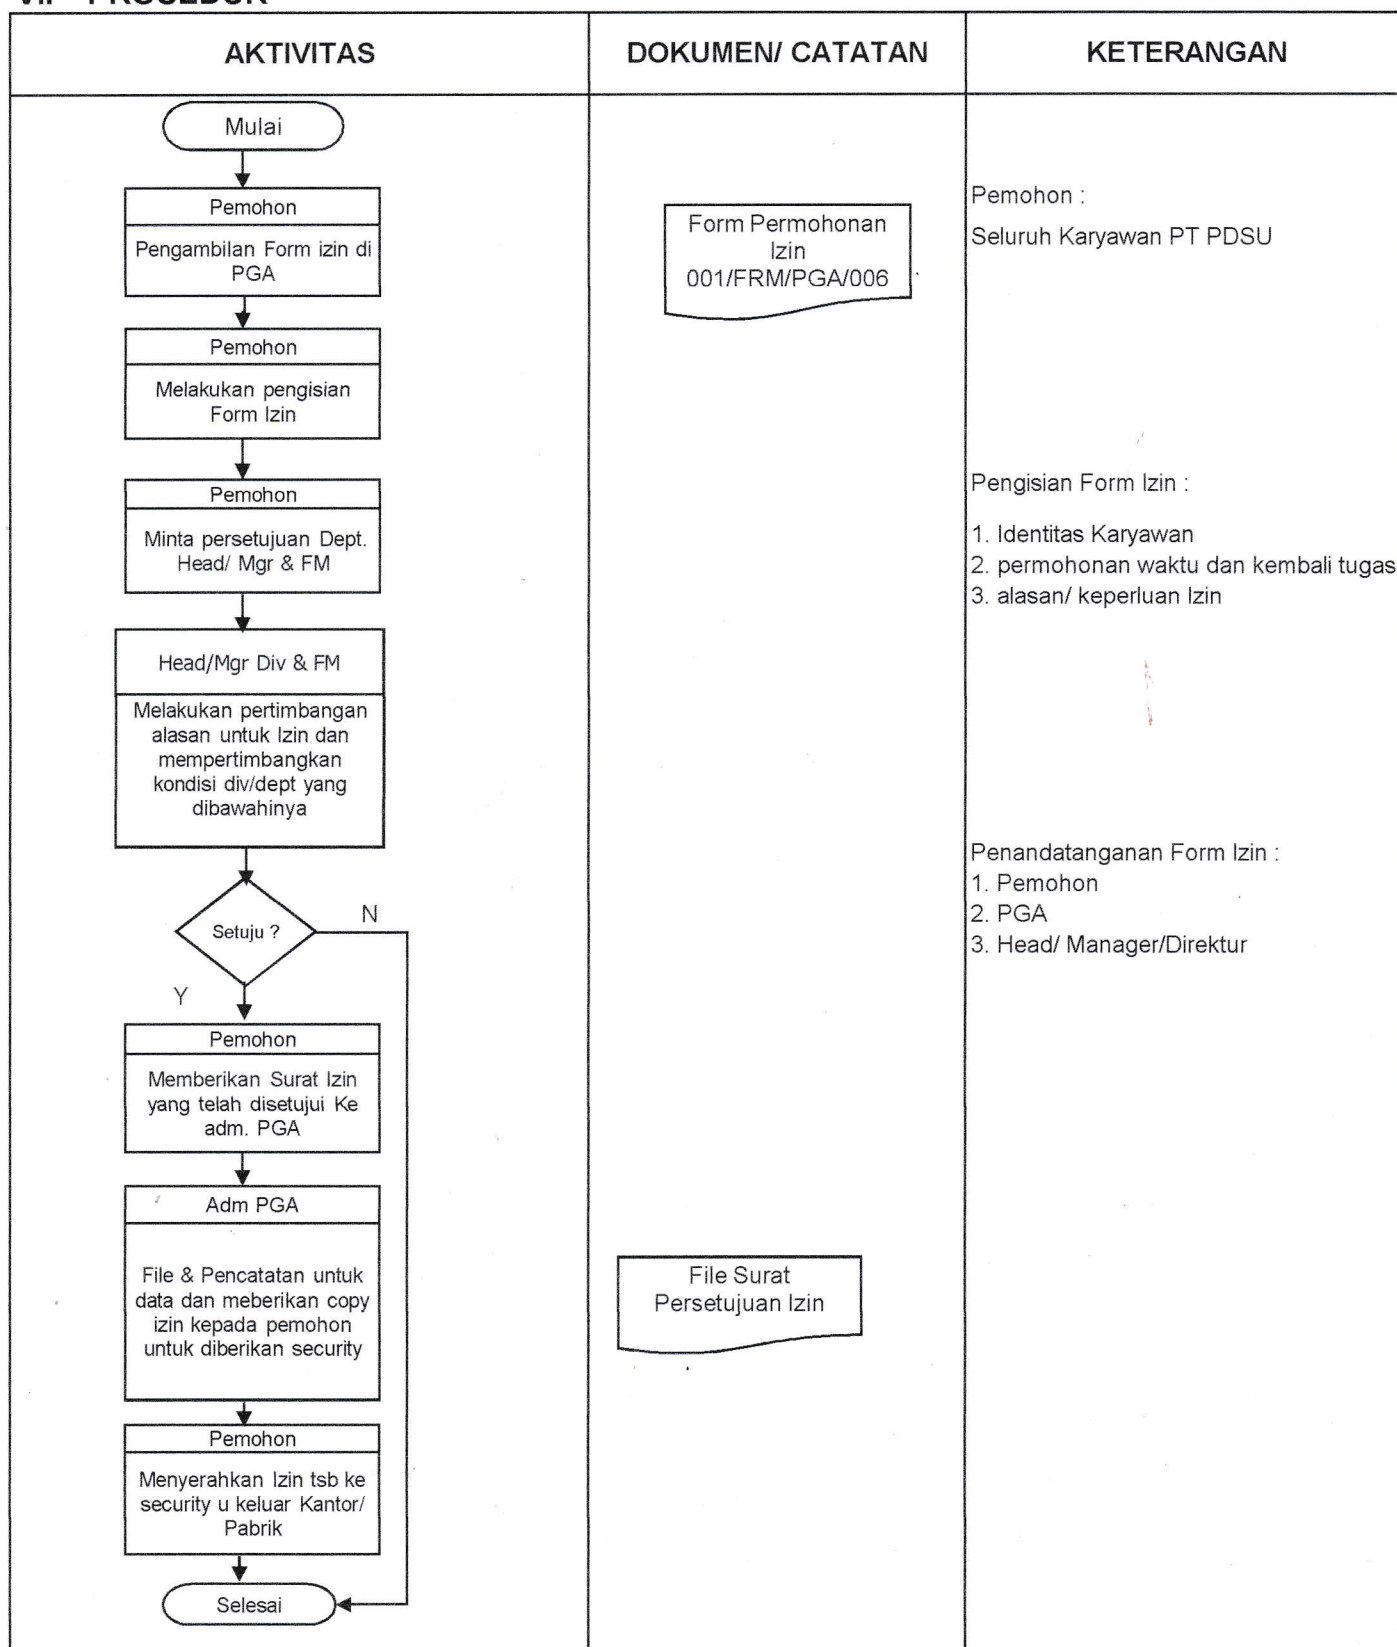 AKTIVITAS
DOKUMEN/ CATATAN
KETERANGAN
Mulai
Pemohon
Pengambilan Form izin di
PGA
Form Permohonan
Izin
001/FRM/PGA/006
Pemohon :
Seluruh Karyawan PT PDSU
Pemohon
Melakukan pengisian
Form Izin
Pemohon
Minta persetujuan Dept.
Head/ Mgr & FM
Pengisian Form Izin :
1. Identitas Karyawan
2. permohonan waktu dan kembali tugas
3. alasan/ keperluan Izin
Head/Mgr Div & FM
Melakukan pertimbangan
alasan untuk Izin dan
mempertimbangkan
kondisi div/dept yang
dibawahinya
Penandatanganan Form Izin :
1. Pemohon
2. PGA
3. Head/ Manager/Direktur
Setuju ?
N
Y
Pemohon
Memberikan Surat Izin
yang telah disetujui Ke
adm. PGA
Adm PGA
File & Pencatatan untuk
data dan meberikan copy
izin kepada pemohon
untuk diberikan security
File Surat
Persetujuan Izin
Pemohon
Menyerahkan Izin tsb ke
security u keluar Kantor/
Pabrik
Selesai